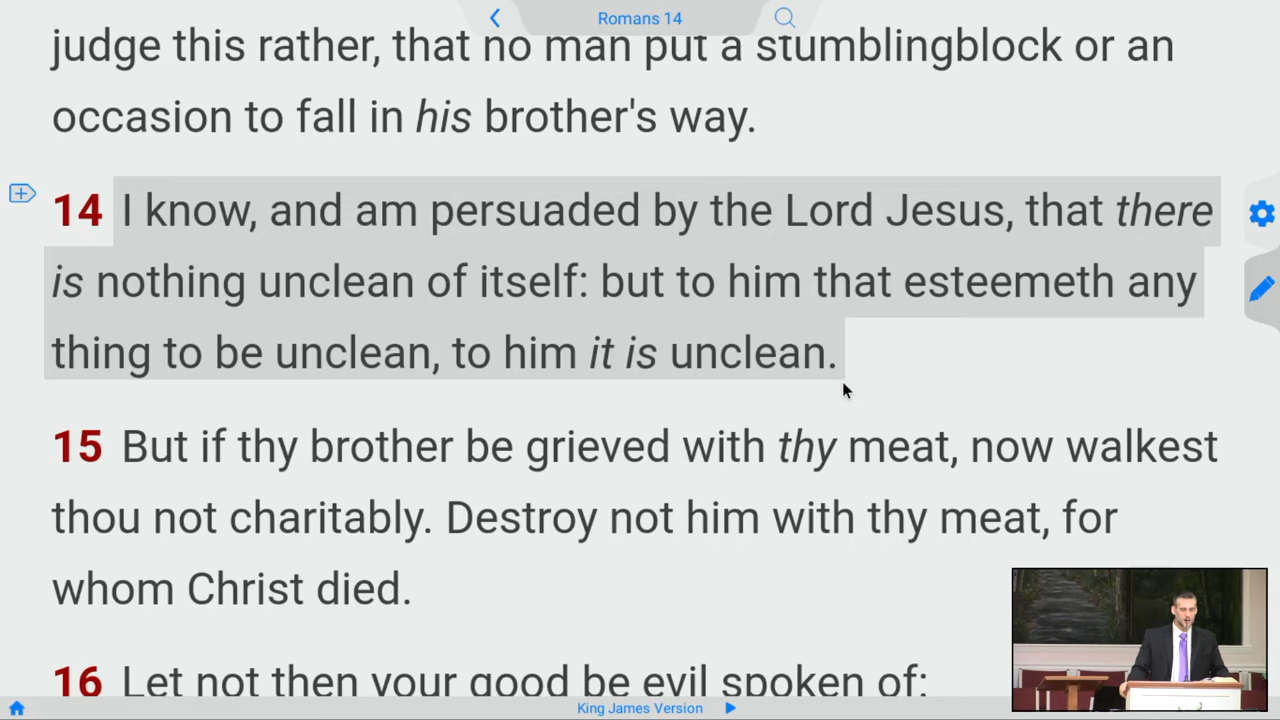 Romans 14
judge this rather, that no man put a stumblingblock or an
occasion to fall in his brother's way.
14 I know, and am persuaded by the Lord Jesus, that there
is nothing unclean of itself: but to him that esteemeth any
thing to be unclean, to him it is unclean.
15 But if thy brother be grieved with thy meat, now walkest
thou not charitably. Destroy not him with thy meat, for
whom Christ died.
16 Let not then your good be evil spoken of:
King James Version